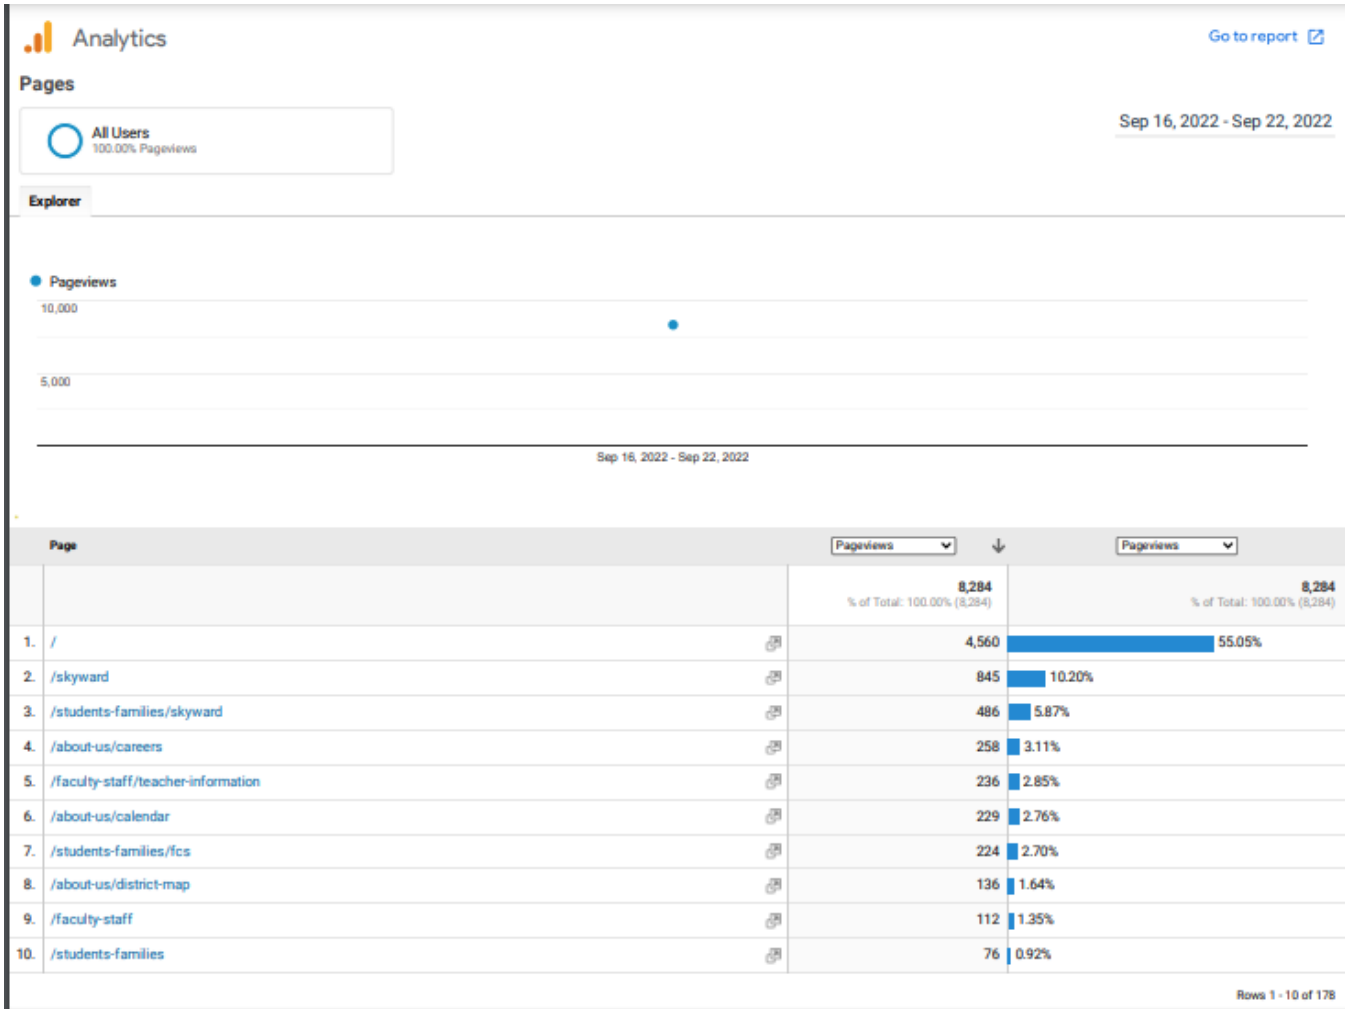 Analytics
Go to report
Pages
All Users
100.00% Pageviews
Sep 16, 2022 - Sep 22, 2022
Explorer
Pageviews
10,000
5,000
Sep 16, 2022 - Sep 22, 2022
Page Pageviews Pageviews
8,284 8,284
% of Total: 100.00% (8,284) % of Total: 100.00% (8,284)
1. / 4,560 55.05%
2. /skyward 845 10.20%
3. /students-families/skyward 486 5.87%
4. /about-us/careers 258 3.11%
5. /faculty-staff/teacher-information 236 2.85%
6. /about-us/calendar 229 2.76%
7. /students-families/fcs 224 2.70%
8. /about-us/district-map 136 1.64%
9. /faculty-staff 112 1.35%
10. /students-families 76 0.92%
Rows 1 - 10 of 178